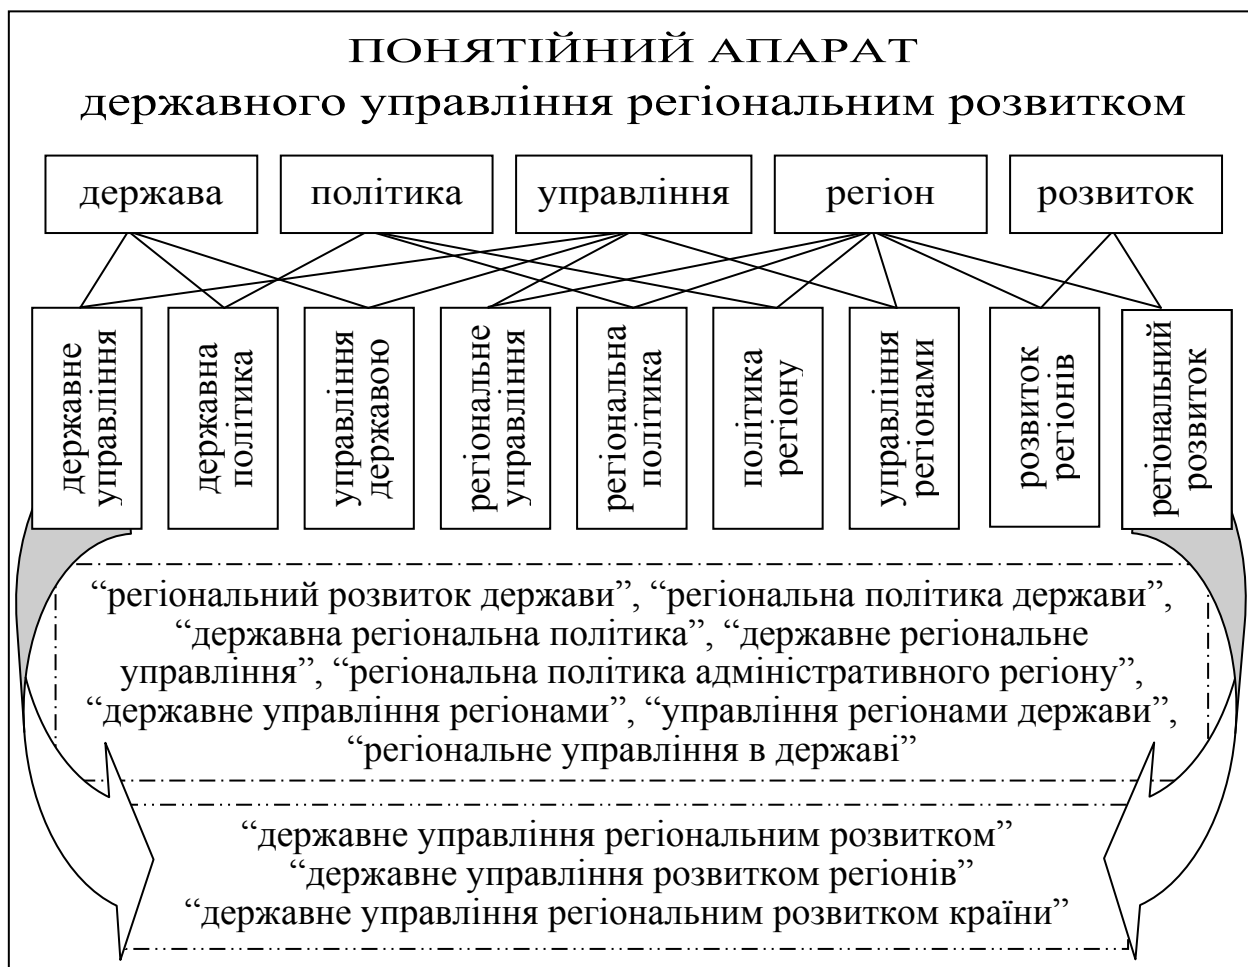 ПОНЯТІЙНИЙ АПАРАТ
державного управління регіональним розвитком
держава
політика
управління
регіон
розвиток
державне
управління
державна
політика
управління
державою
регіональне
управління
регіональна
політика
політика
регіону
управління
регіонами
розвиток
регіонів
регіональний
розвиток
“регіональний розвиток держави”, “регіональна політика держави”,
“державна регіональна політика”, “державне регіональне
управління”, “регіональна політика адміністративного регіону”,
“державне управління регіонами”, “управління регіонами держави”,
“регіональне управління в державі”
“державне управління регіональним розвитком”
“державне управління розвитком регіонів”
“державне управління регіональним розвитком країни”